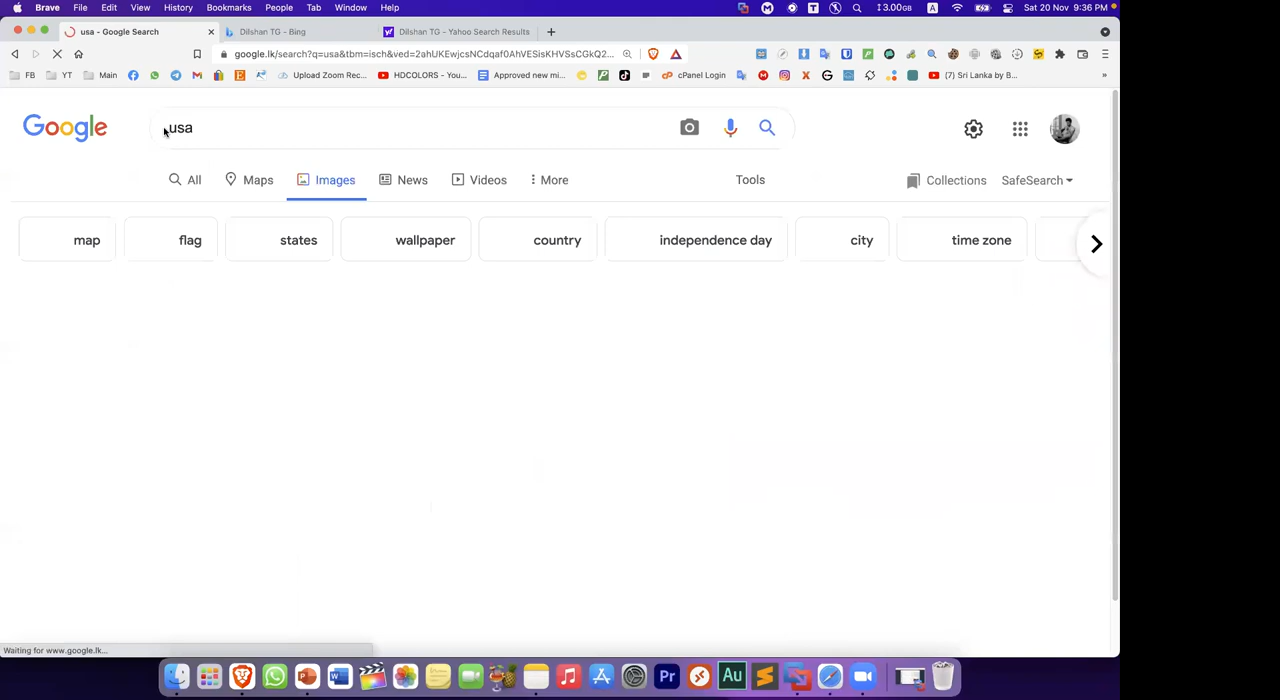 Brave File Edit View History Bookmarks People Tab Window Help 3.00GB A Sat 20 Nov 9:36 PM
usa - Google Search Dilshan TG - Bing Dilshan TG - Yahoo Search Results
google.lk/search?q=usa&tbm=isch&ved=2ahUKEwjcsNCdqaf0AhVESisKHVSsCGkQ2...
FB YT Main Upload Zoom Rec... HDCOLORS - You... Approved new mi... cPanel Login (7) Sri Lanka by B... »
Google usa
All Maps Images News Videos More Tools Collections SafeSearch
map flag states wallpaper country independence day city time zone
Waiting for www.google.lk...
W Pr Au